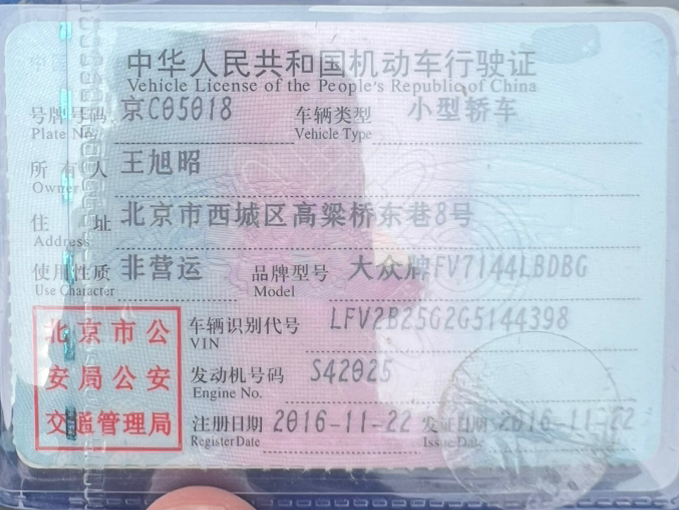 中华人民共和国机动车行驶证
Vehicle License of the People's Republic of China
号牌号码 京C05018 车辆类型 小型轿车
Plate No. Vehicle Type
所有人 王旭昭
Owner
住址 北京市西城区高粱桥东巷8号
Address
使用性质 非营运 品牌型号 大众牌FV7144LBDBG
Use Character Model
车辆识别代号 LFV2B25G2G5144398
VIN
发动机号码 S42025
Engine No.
注册日期 2016-11-22 发证日期 2016-11-22
Register Date Issue Date
北京市公
安局公安
交通管理局